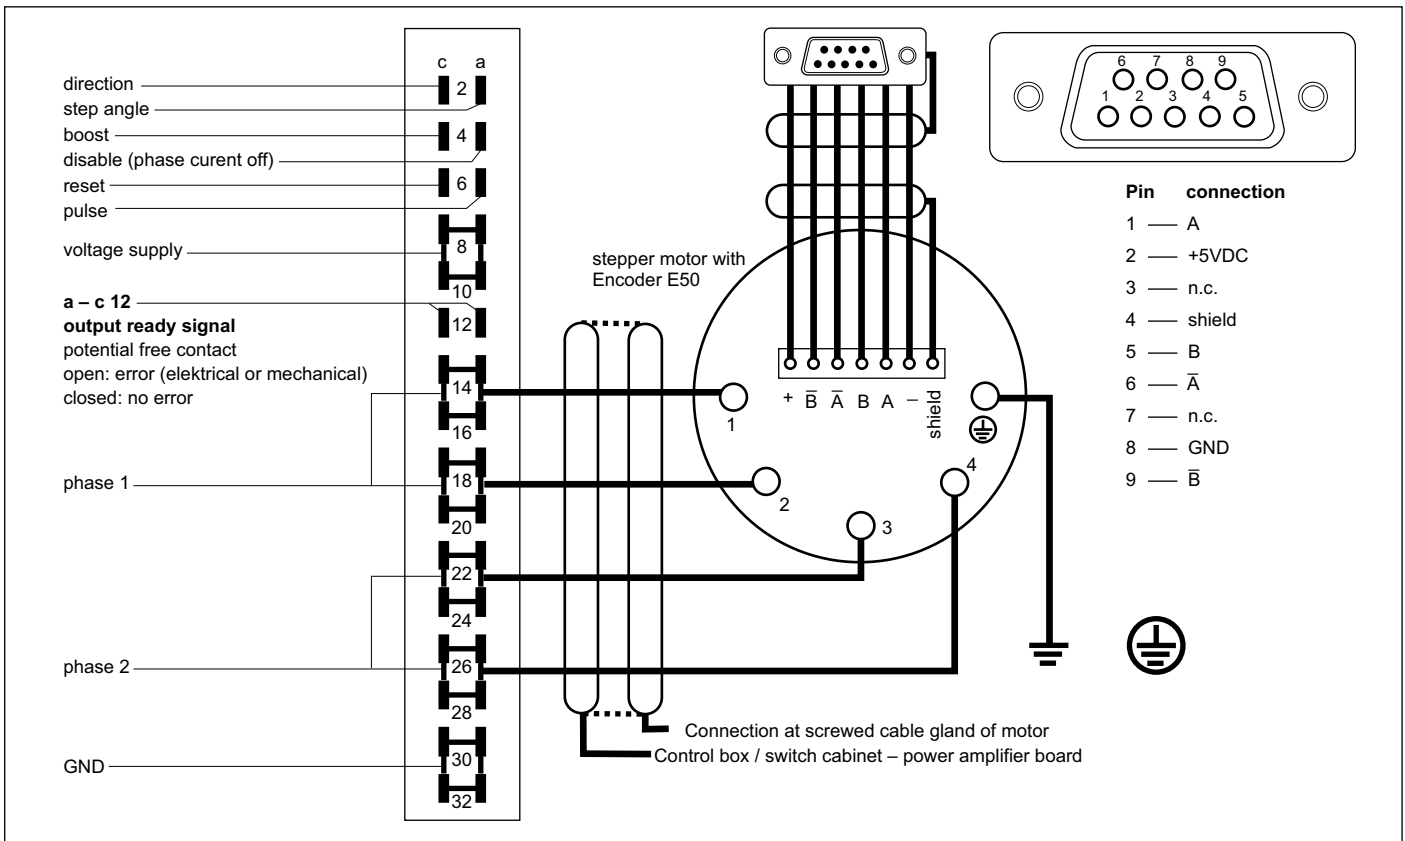 direction
step angle
boost
disable (phase curent off)
reset
pulse
voltage supply
a – c 12
output ready signal
potential free contact
open: error (elektrical or mechanical)
closed: no error
phase 1
phase 2
GND
c a
2
4
6
8
10
12
14
16
18
20
22
24
26
28
30
32
stepper motor with
Encoder E50
+ B̅ A̅ B A – shield
1
2
3
4
Connection at screwed cable gland of motor
Control box / switch cabinet – power amplifier board
6 7 8 9
1 2 3 4 5
Pin connection
1 — A
2 — +5VDC
3 — n.c.
4 — shield
5 — B
6 — A̅
7 — n.c.
8 — GND
9 — B̅